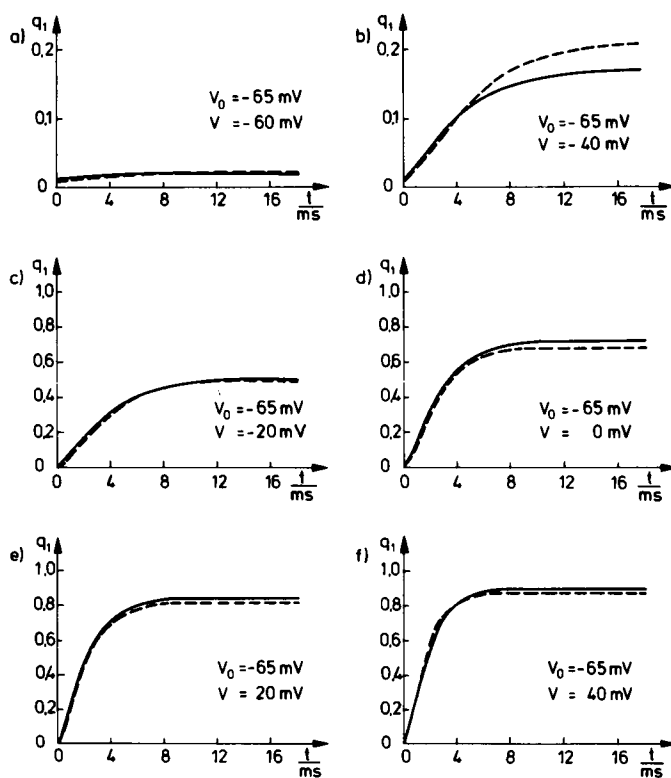 a) q₁
0,2
0,1
0
4 8 12 16 t/ms
V₀ = -65 mV
V = -60 mV
b) q₁
0,2
0,1
0
0 4 8 12 16 t/ms
V₀ = -65 mV
V = -40 mV
c) q₁
1,0
0,8
0,6
0,4
0,2
0
0 4 8 12 16 t/ms
V₀ = -65 mV
V = -20 mV
d) q₁
1,0
0,8
0,6
0,4
0,2
0
0 4 8 12 16 t/ms
V₀ = -65 mV
V = 0 mV
e) q₁
1,0
0,8
0,6
0,4
0,2
0
0 4 8 12 16 t/ms
V₀ = -65 mV
V = 20 mV
f) q₁
1,0
0,8
0,6
0,4
0,2
0
0 4 8 12 16 t/ms
V₀ = -65 mV
V = 40 mV